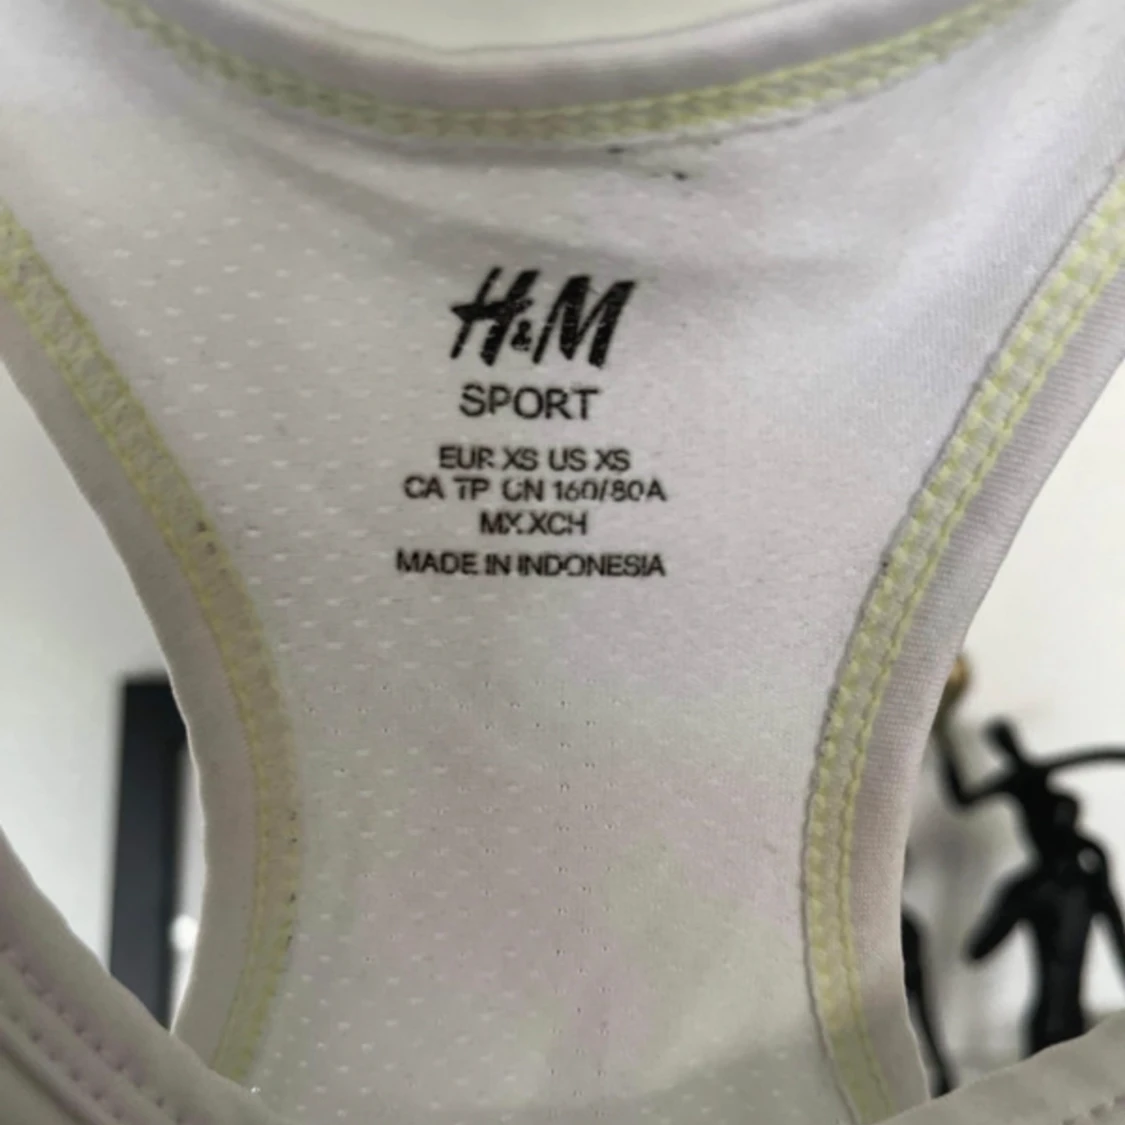 H&M
SPORT
EUR XS US XS
CA TP CN 160/80A
MX XCH
MADE IN INDONESIA